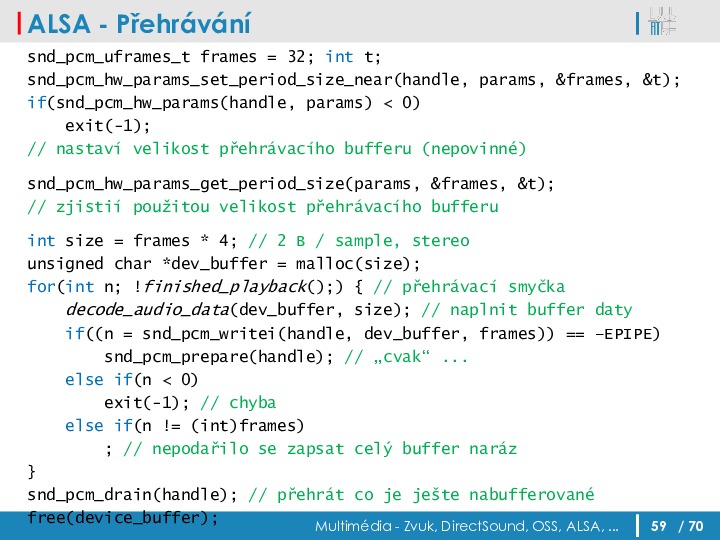 ALSA - Přehrávání
snd_pcm_uframes_t frames = 32; int t;
snd_pcm_hw_params_set_period_size_near(handle, params, &frames, &t);
if(snd_pcm_hw_params(handle, params) < 0)
    exit(-1);
// nastaví velikost přehrávacího bufferu (nepovinné)
snd_pcm_hw_params_get_period_size(params, &frames, &t);
// zjistií použitou velikost přehrávacího bufferu
int size = frames * 4; // 2 B / sample, stereo
unsigned char *dev_buffer = malloc(size);
for(int n; !finished_playback();) { // přehrávací smyčka
    decode_audio_data(dev_buffer, size); // naplnit buffer daty
    if((n = snd_pcm_writei(handle, dev_buffer, frames)) == –EPIPE)
        snd_pcm_prepare(handle); // „cvak“ ...
    else if(n < 0)
        exit(-1); // chyba
    else if(n != (int)frames)
        ; // nepodařilo se zapsat celý buffer naráz
}
snd_pcm_drain(handle); // přehrát co je ješte nabufferované
free(device_buffer);
Multimédia - Zvuk, DirectSound, OSS, ALSA, ... 59 / 70